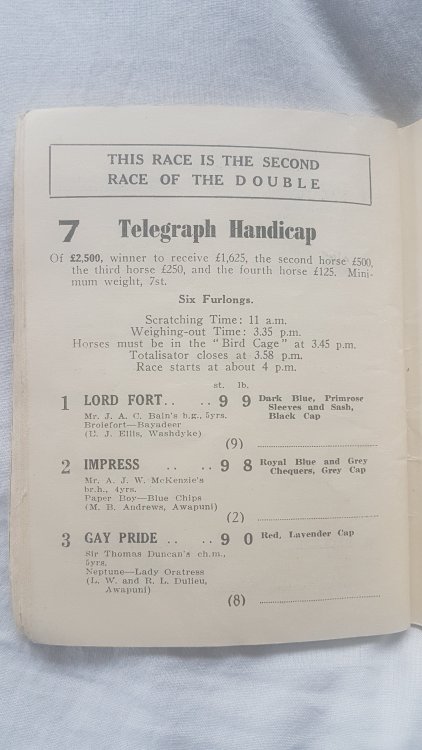 THIS RACE IS THE SECOND
RACE OF THE DOUBLE
7 Telegraph Handicap
Of £2,500, winner to receive £1,625, the second horse £500,
the third horse £250, and the fourth horse £125. Mini-
mum weight, 7st.
Six Furlongs.
Scratching Time: 11 a.m.
Weighing-out Time: 3.35 p.m.
Horses must be in the "Bird Cage" at 3.45 p.m.
Totalisator closes at 3.58 p.m.
Race starts at about 4 p.m.
st. lb.
1 LORD FORT.. .. .. 9 9 Dark Blue, Primrose
Sleeves and Sash,
Black Cap
Mr. J. A. C. Bain's b.g., 5yrs.
Brolefort—Bayadeer
(E. J. Ellis, Washdyke)
(9) ..............................
2 IMPRESS .. .. .. 9 8 Royal Blue and Grey
Chequers, Grey Cap
Mr. A. J. W. McKenzie's
br.h., 4yrs.
Paper Boy—Blue Chips
(M. B. Andrews, Awapuni)
(2) ..............................
3 GAY PRIDE .. .. .. 9 0 Red, Lavender Cap
Sir Thomas Duncan's ch.m.,
5yrs.
Neptune—Lady Oratress
(L. W. and R. L. Dulieu,
Awapuni)
(8) ..............................